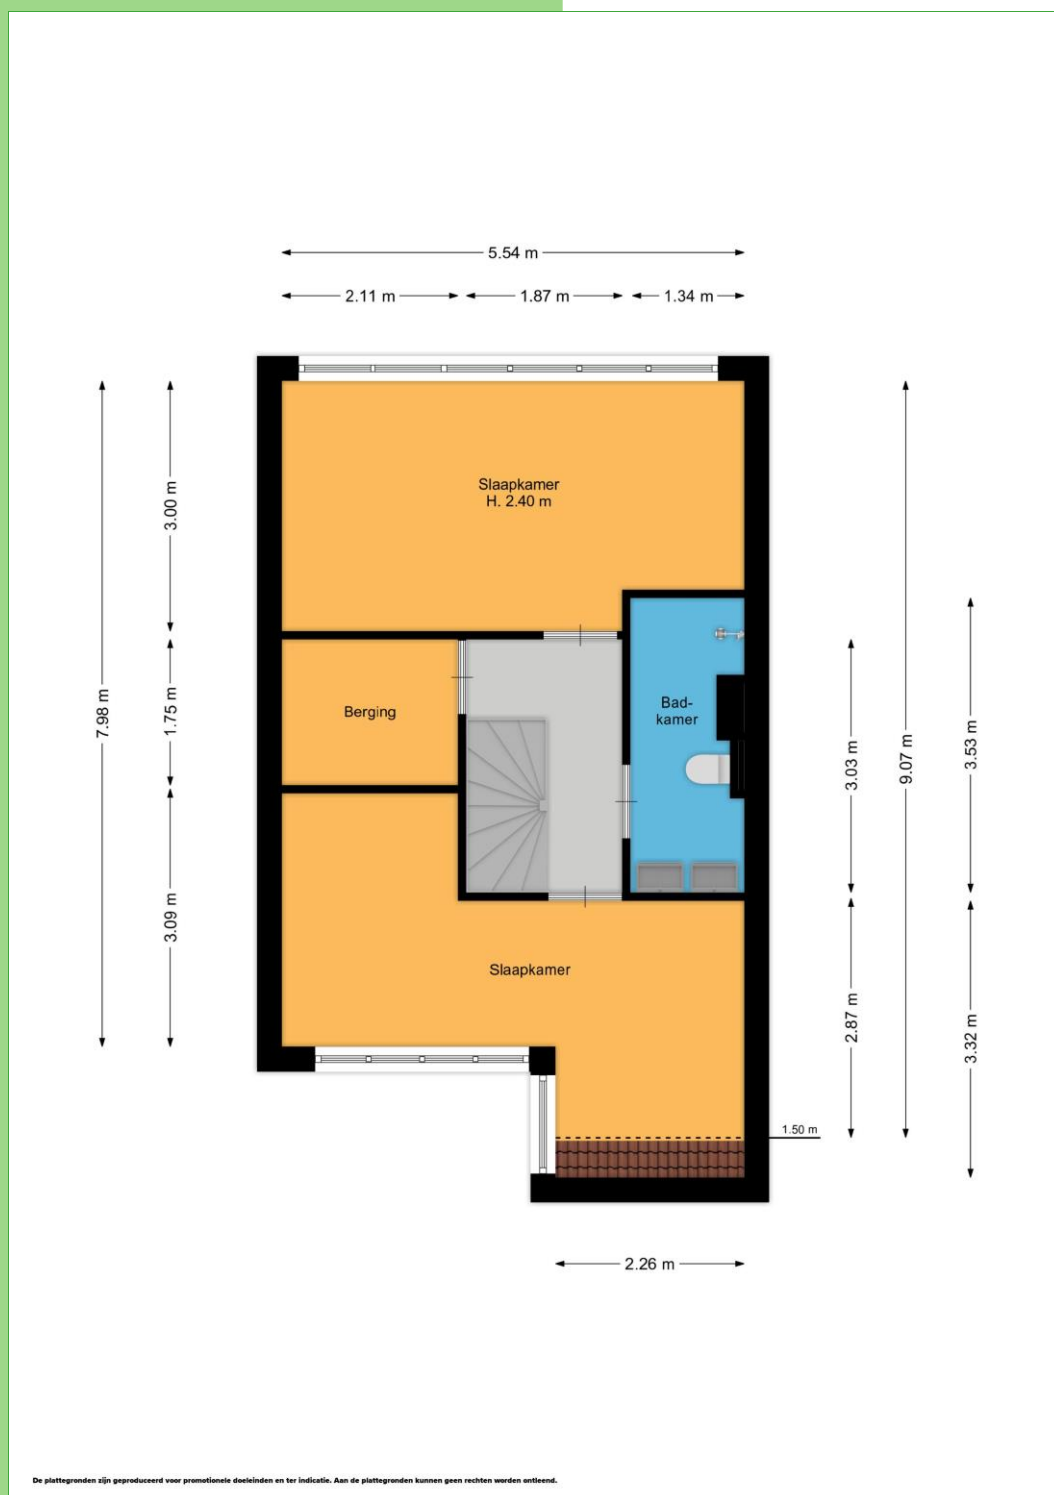 5.54 m
2.11 m
1.87 m
1.34 m
3.00 m
1.75 m
7.98 m
3.09 m
Slaapkamer
H. 2.40 m
Berging
Bad-
kamer
Slaapkamer
3.03 m
9.07 m
3.53 m
2.87 m
3.32 m
1.50 m
2.26 m
De plattegronden zijn geproduceerd voor promotionele doeleinden en ter indicatie. Aan de plattegronden kunnen geen rechten worden ontleend.